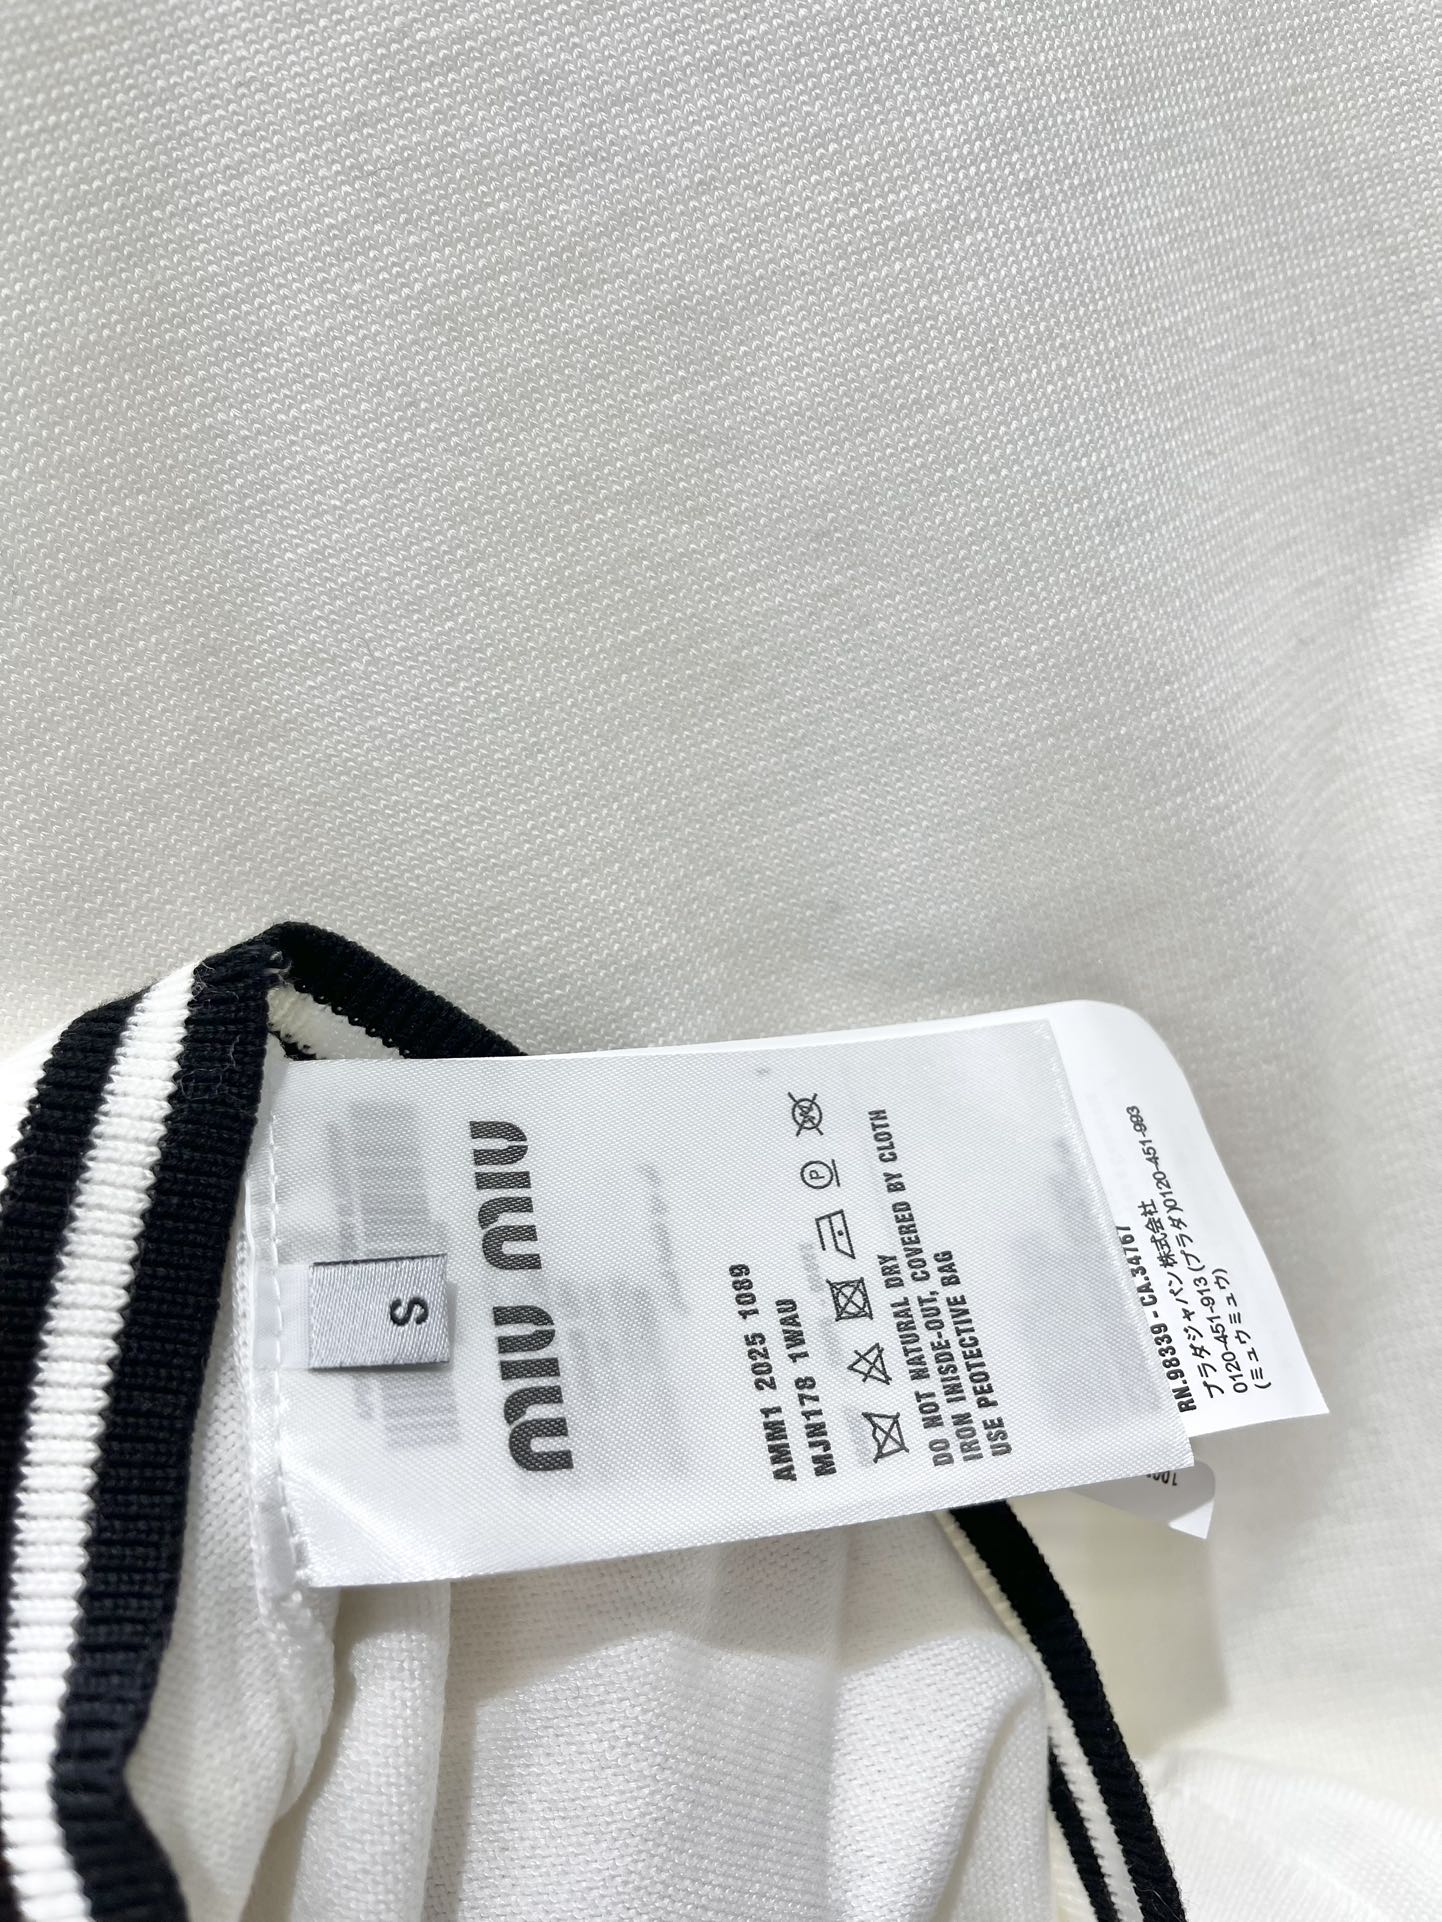 S
miu miu
AMM1 2025 1089
MJN178 1WAU
P
DO NOT NATURAL DRY
IRON INISDE-OUT, COVERED BY CLOTH
USE PEOTECTIVE BAG
RN.98339 - CA.34767
プラダジャパン株式会社
0120-451-913 (プラダ)0120-451-993
(ミュウミュウ)